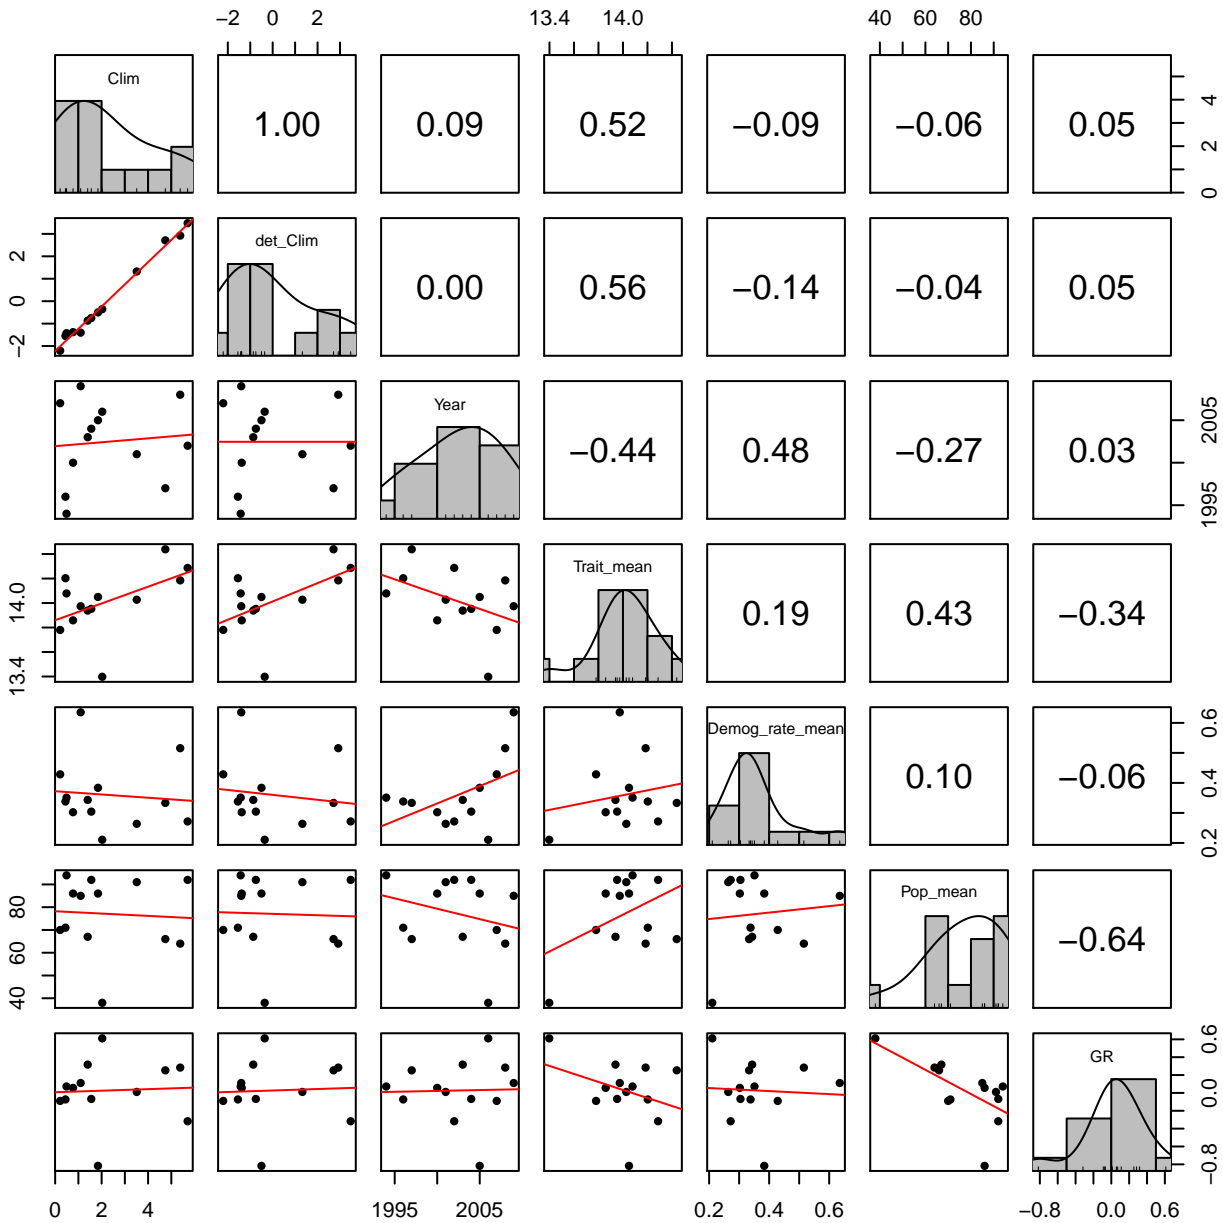 −2 0 2 13.4 14.0 40 60 80
Clim 1.00 0.09 0.52 −0.09 −0.06 0.05 0 2 4
−2 0 2 det_Clim 0.00 0.56 −0.14 −0.04 0.05
Year −0.44 0.48 −0.27 0.03 1995 2005
13.4 14.0 Trait_mean 0.19 0.43 −0.34
Demog_rate_mean 0.10 −0.06 0.2 0.4 0.6
40 60 80 Pop_mean −0.64
GR −0.8 0.0 0.6
0 2 4 1995 2005 0.2 0.4 0.6 −0.8 0.0 0.6